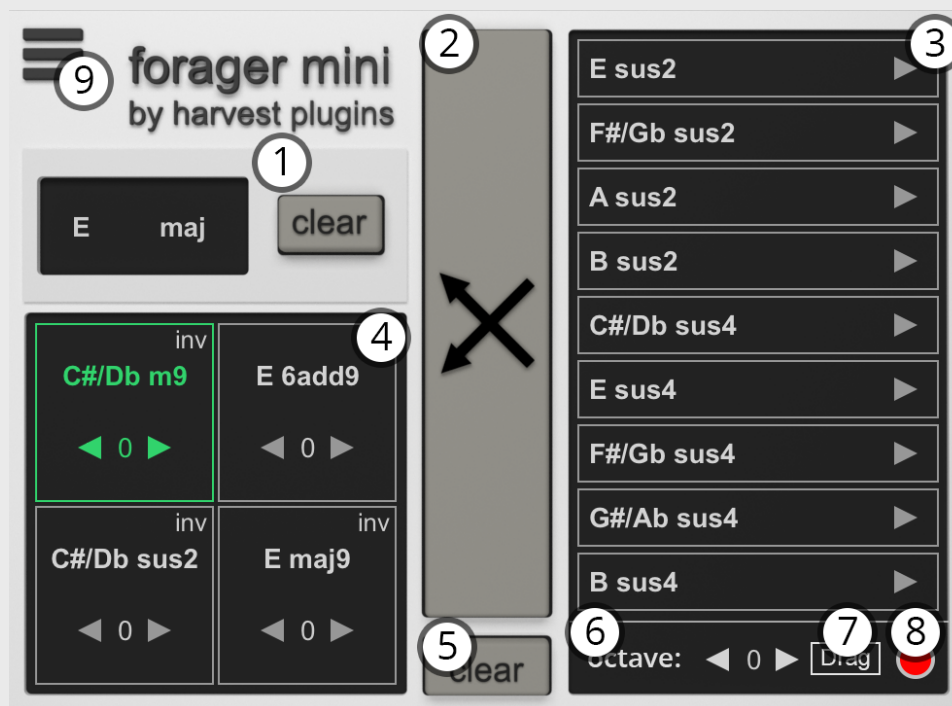 forager mini
by harvest plugins
9
1
E maj
clear
inv
C#/Db m9
0
4
E 6add9
0
inv
C#/Db sus2
0
inv
E maj9
0
2
5
clear
3
E sus2
F#/Gb sus2
A sus2
B sus2
C#/Db sus4
E sus4
F#/Gb sus4
G#/Ab sus4
B sus4
6
7
8
octave: 0 Drag